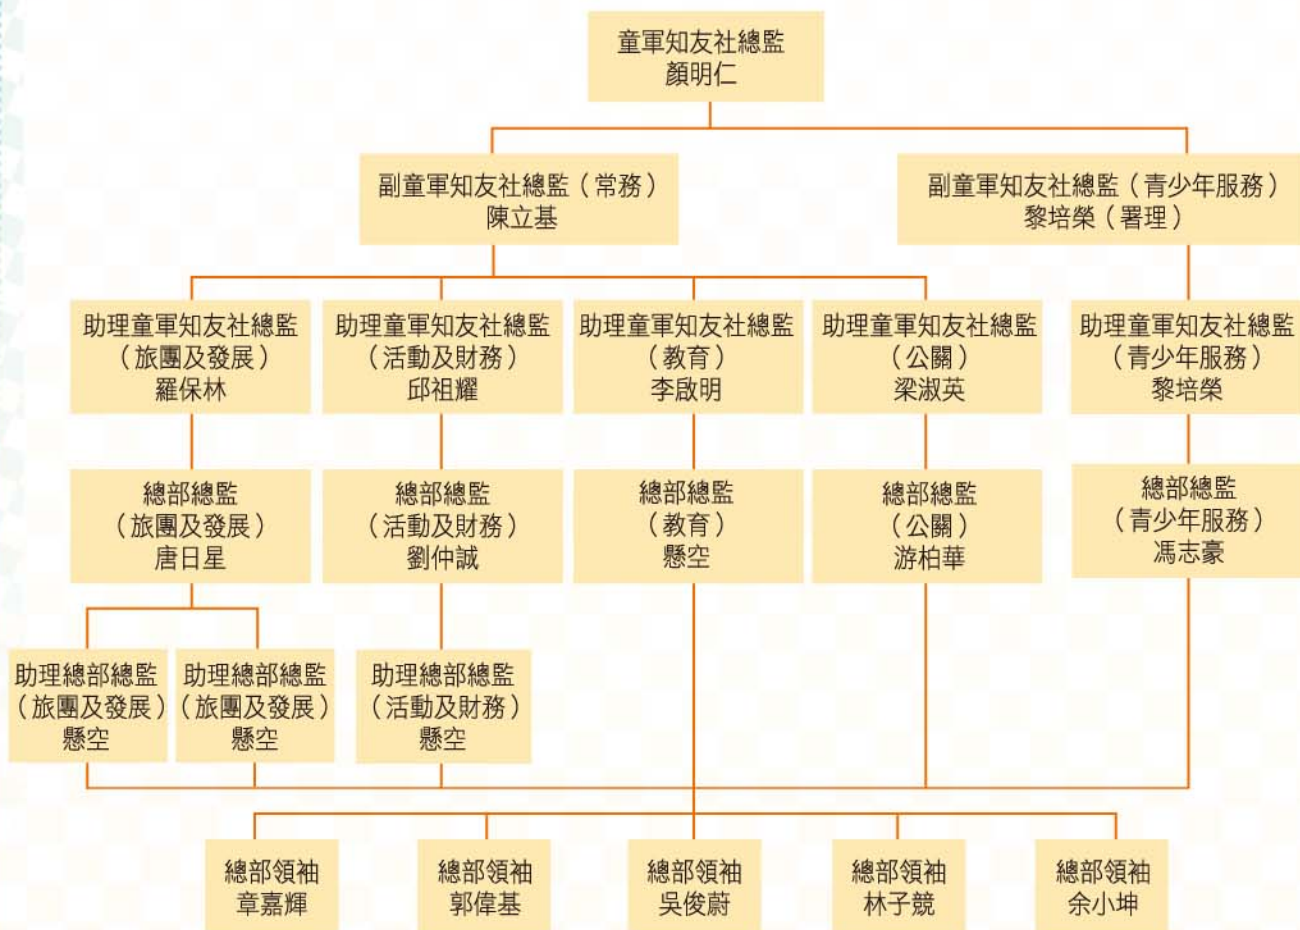 童軍知友社總監
顏明仁
副童軍知友社總監（常務）
陳立基
副童軍知友社總監（青少年服務）
黎培榮（署理）
助理童軍知友社總監
（旅團及發展）
羅保林
助理童軍知友社總監
（活動及財務）
邱祖耀
助理童軍知友社總監
（教育）
李啟明
助理童軍知友社總監
（公關）
梁淑英
助理童軍知友社總監
（青少年服務）
黎培榮
總部總監
（旅團及發展）
唐日星
總部總監
（活動及財務）
劉仲誠
總部總監
（教育）
懸空
總部總監
（公關）
游柏華
總部總監
（青少年服務）
馮志豪
助理總部總監
（旅團及發展）
懸空
助理總部總監
（旅團及發展）
懸空
助理總部總監
（活動及財務）
懸空
總部領袖
章嘉輝
總部領袖
郭偉基
總部領袖
吳俊蔚
總部領袖
林子競
總部領袖
余小坤